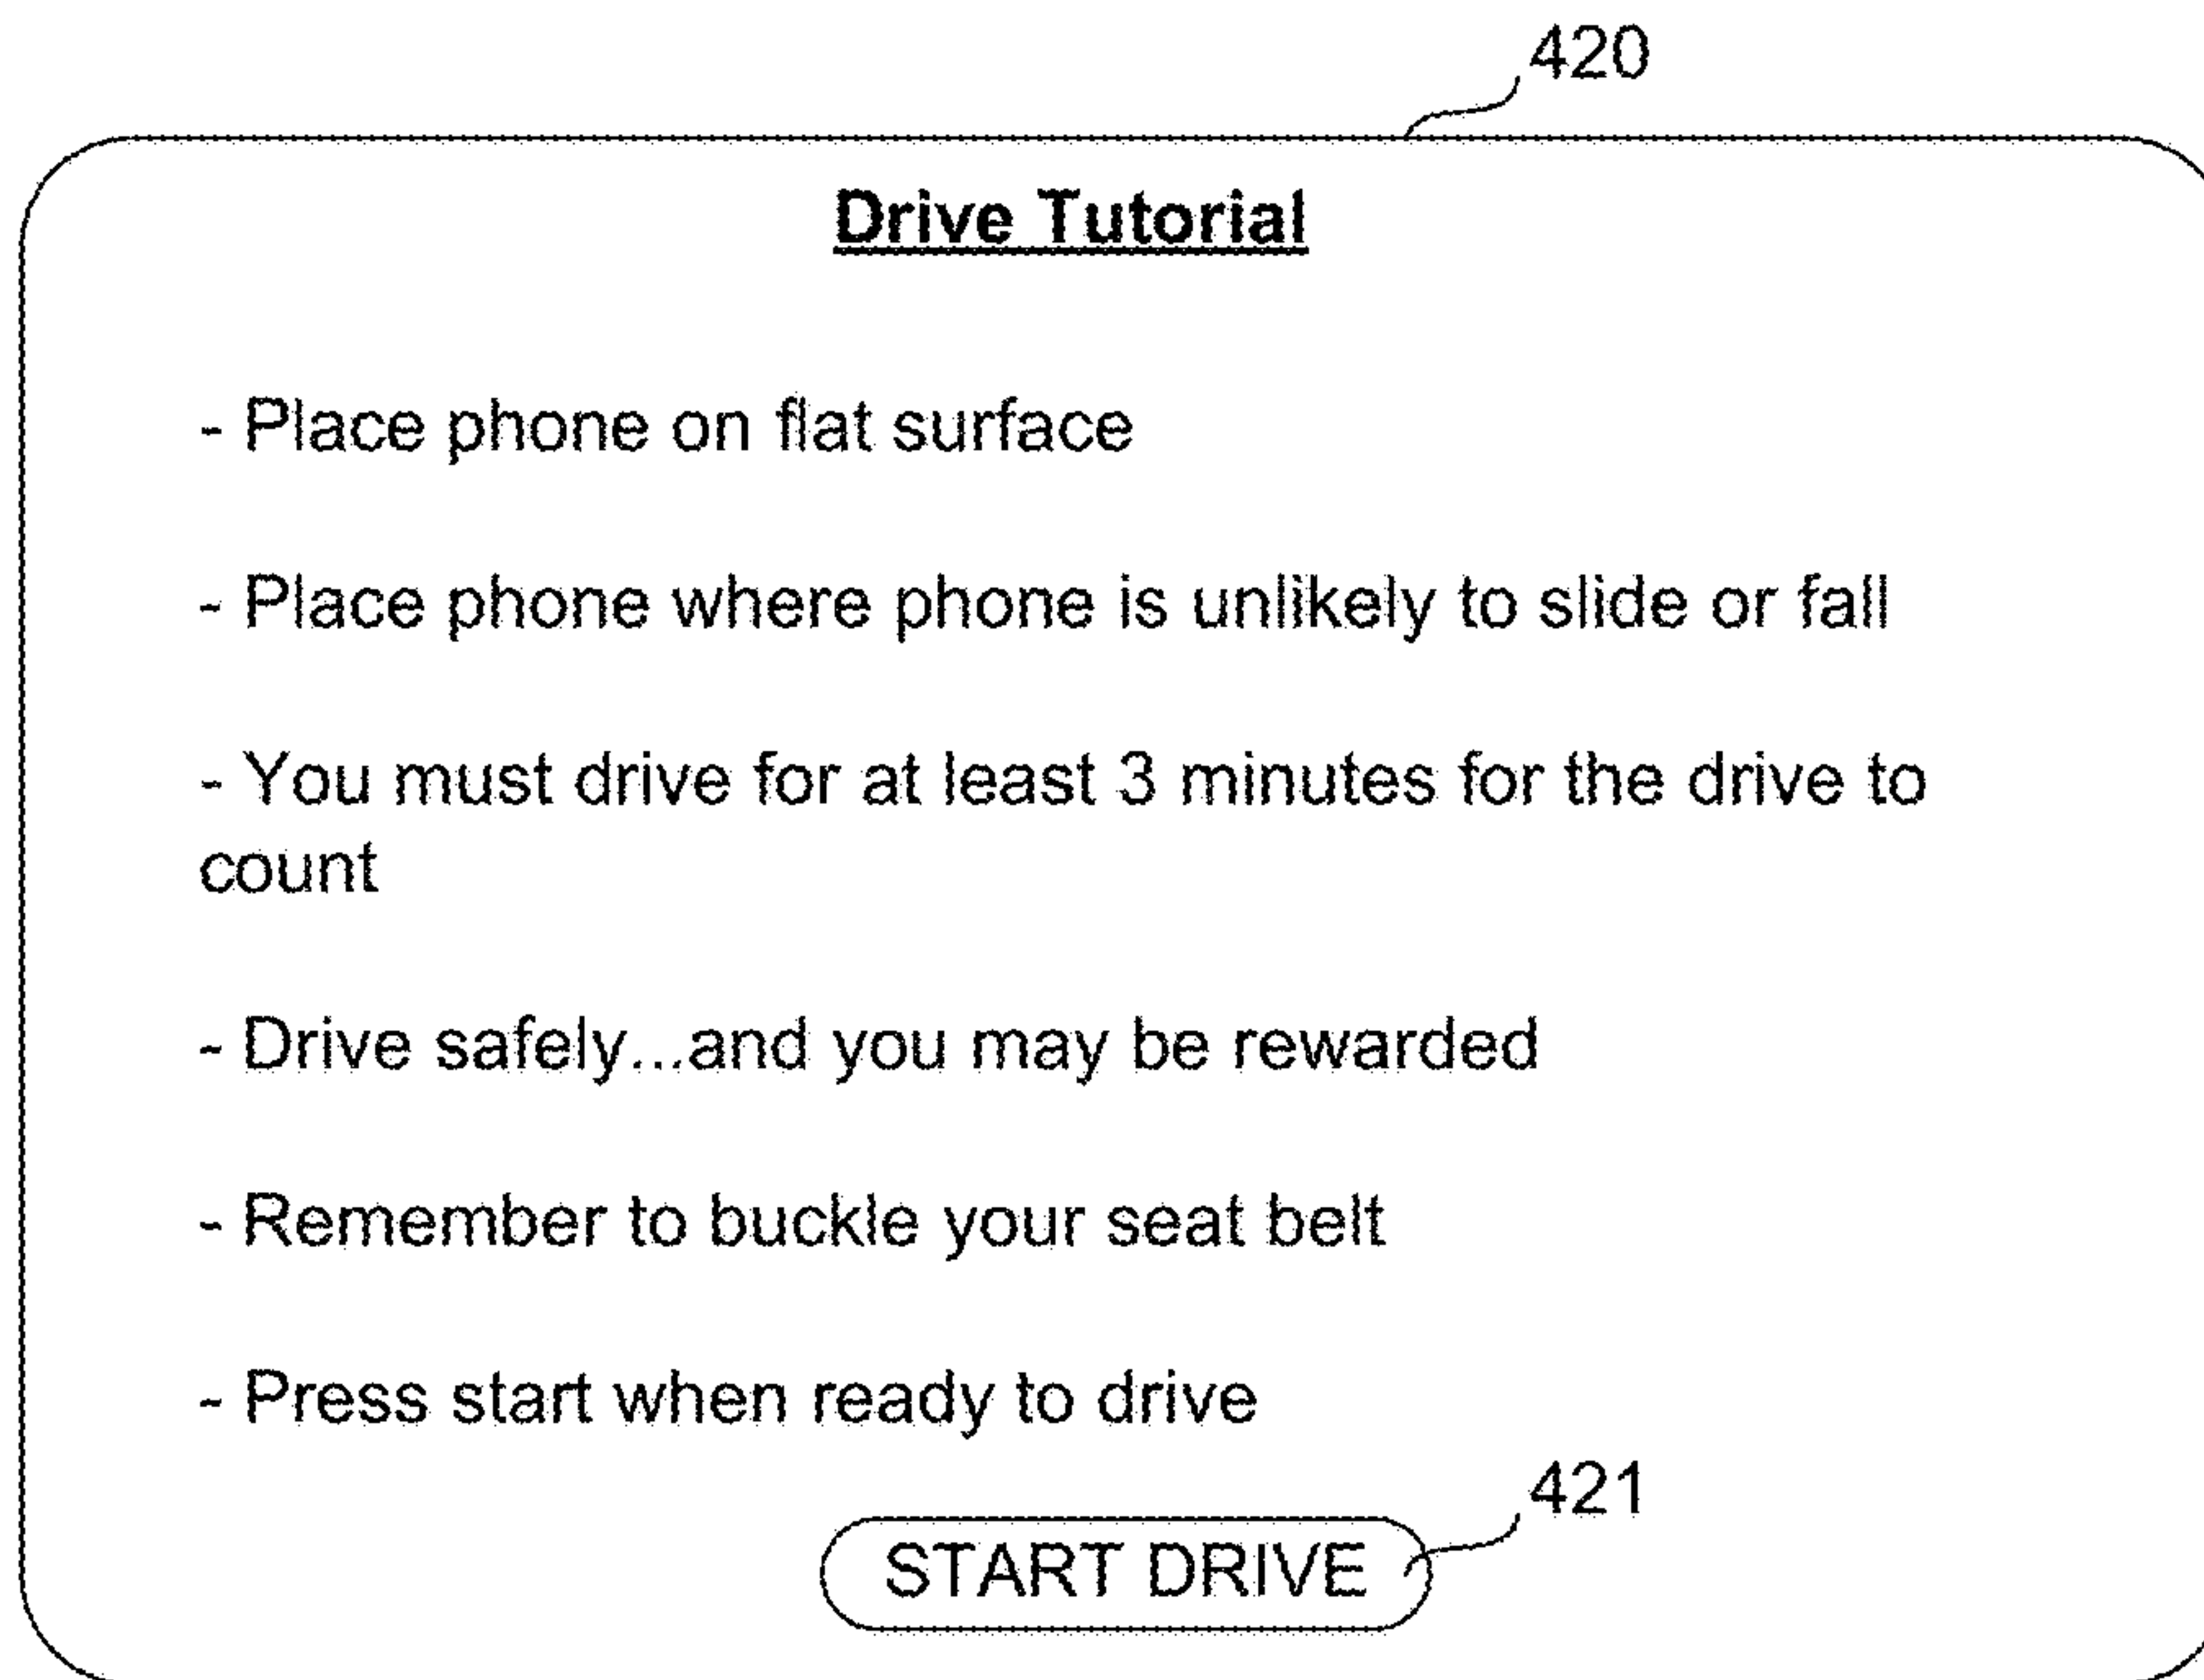 420
Drive Tutorial
- Place phone on flat surface
- Place phone where phone is unlikely to slide or fall
- You must drive for at least 3 minutes for the drive to
count
- Drive safely...and you may be rewarded
- Remember to buckle your seat belt
- Press start when ready to drive
421
START DRIVE